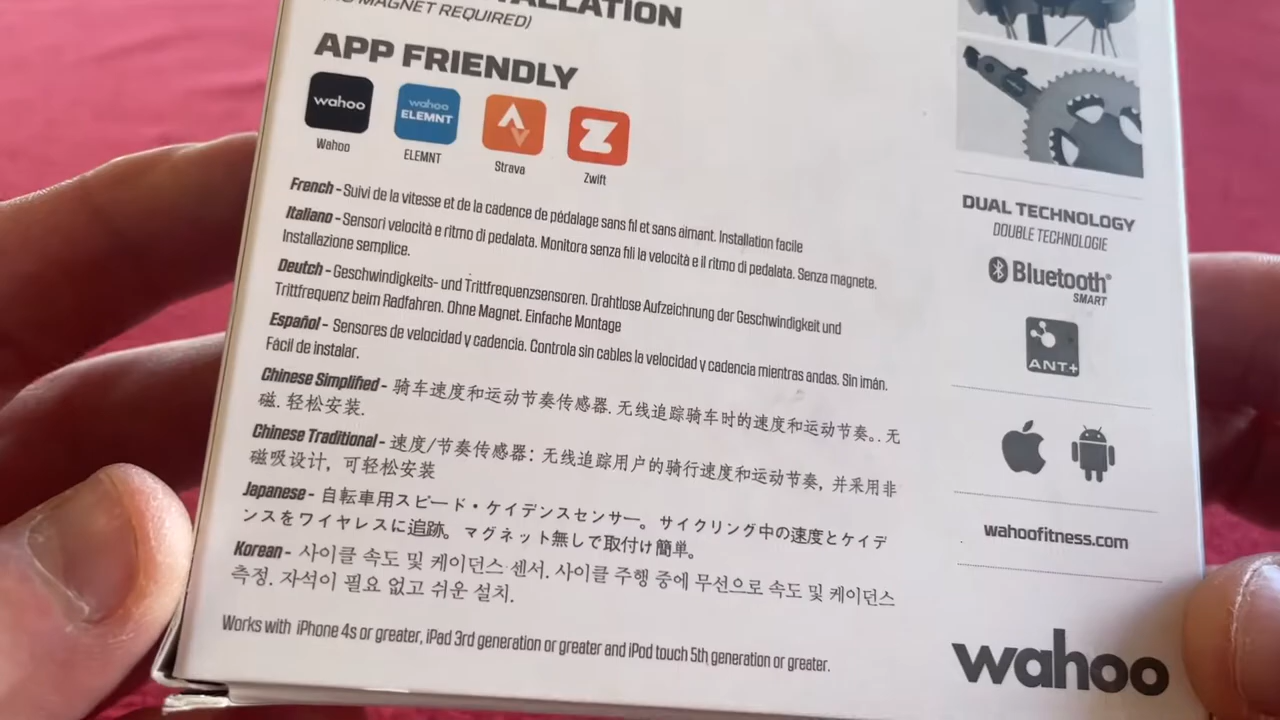 INSTALLATION
MAGNET REQUIRED)
APP FRIENDLY
wahoo
wahoo
ELEMNT
Wahoo
ELEMNT
Strava
Zwift
French - Suivi de la vitesse et de la cadence de pédalage sans fil et sans aimant. Installation facile
Italiano - Sensori velocità e ritmo di pedalata. Monitora senza fili la velocità e il ritmo di pedalata. Senza magnete.
Installazione semplice.
Deutch - Geschwindigkeits- und Trittfrequenzsensoren. Drahtlose Aufzeichnung der Geschwindigkeit und
Trittfrequenz beim Radfahren. Ohne Magnet. Einfache Montage
Español - Sensores de velocidad y cadencia. Controla sin cables la velocidad y cadencia mientras andas. Sin imán.
Fácil de instalar.
Chinese Simplified - 骑车速度和运动节奏传感器. 无线追踪骑车时的速度和运动节奏。. 无
磁. 轻松安装.
Chinese Traditional - 速度/节奏传感器：无线追踪用户的骑行速度和运动节奏，并采用非
磁吸设计，可轻松安装
Japanese - 自転車用スピード・ケイデンスセンサー。サイクリング中の速度とケイデ
ンスをワイヤレスに追跡。マグネット無しで取付け簡単。
Korean - 사이클 속도 및 케이던스 센서. 사이클 주행 중에 무선으로 속도 및 케이던스
측정. 자석이 필요 없고 쉬운 설치.
Works with iPhone 4s or greater, iPad 3rd generation or greater and iPod touch 5th generation or greater.
DUAL TECHNOLOGY
DOUBLE TECHNOLOGIE
Bluetooth®
SMART
ANT+
wahoofitness.com
wahoo